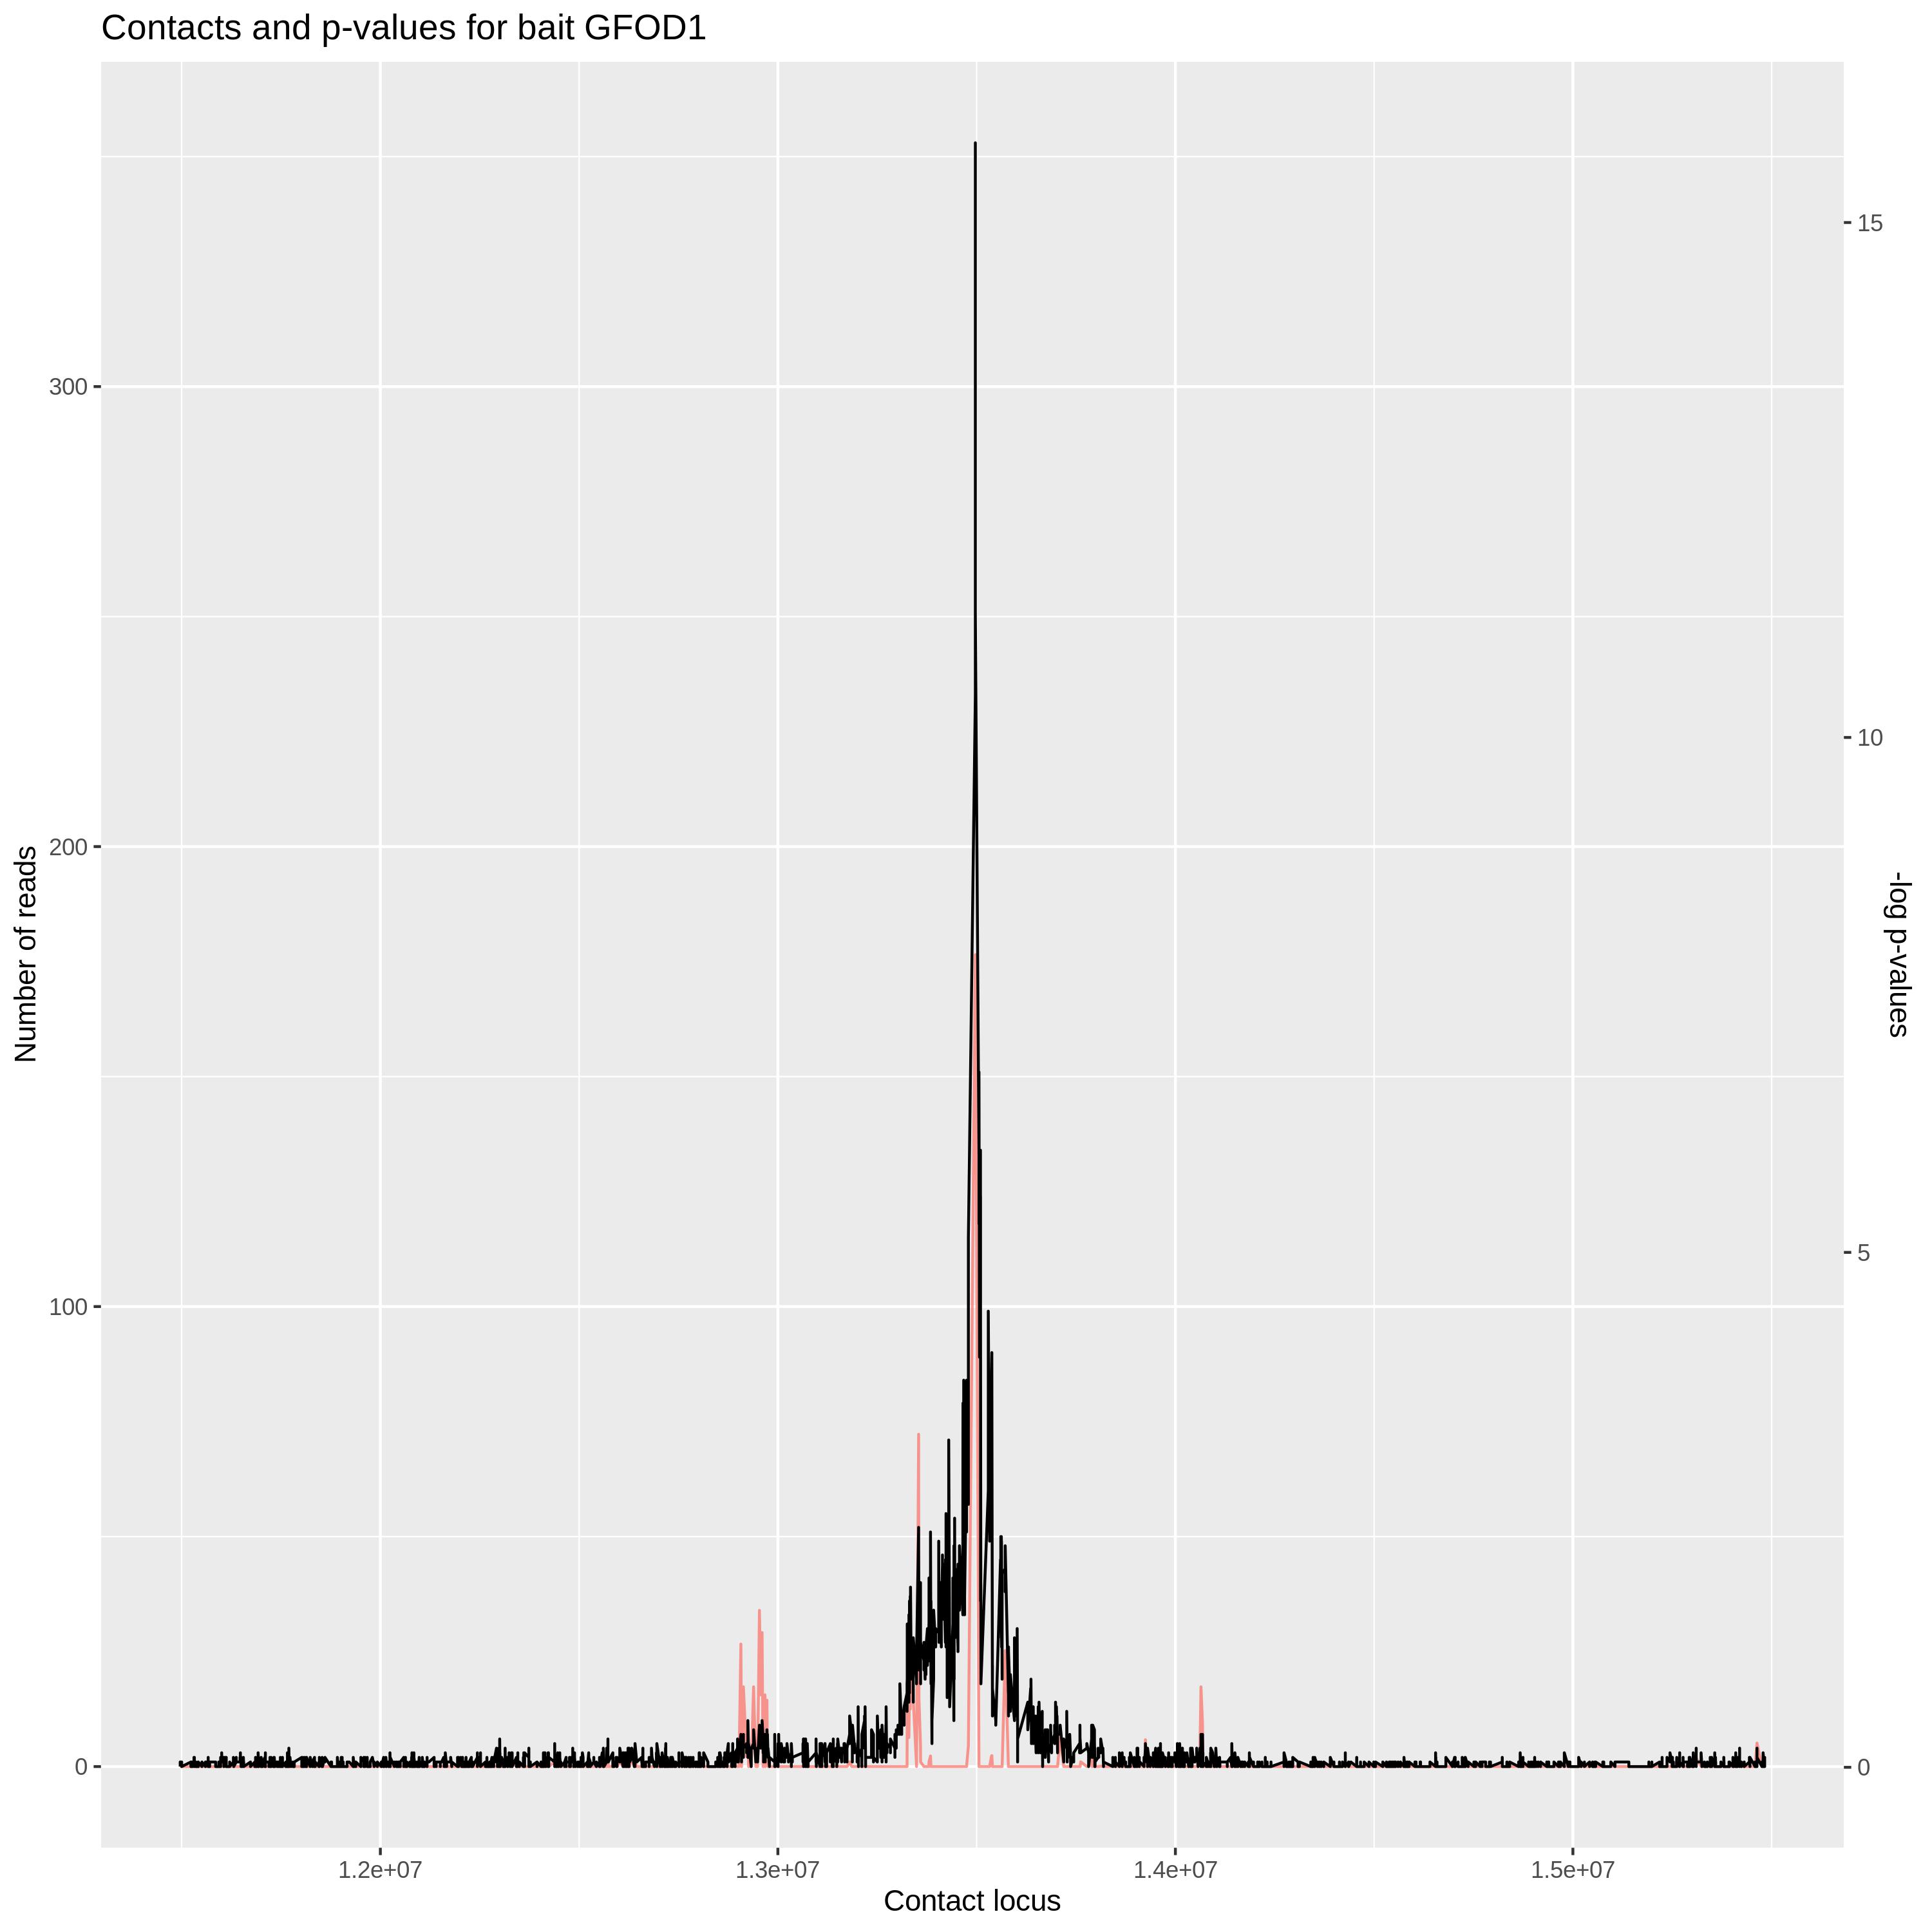 Contacts and p-values for bait GFOD1
Number of reads
300
200
100
0
15
10
5
0
-log p-values
1.2e+07
1.3e+07
1.4e+07
1.5e+07
Contact locus